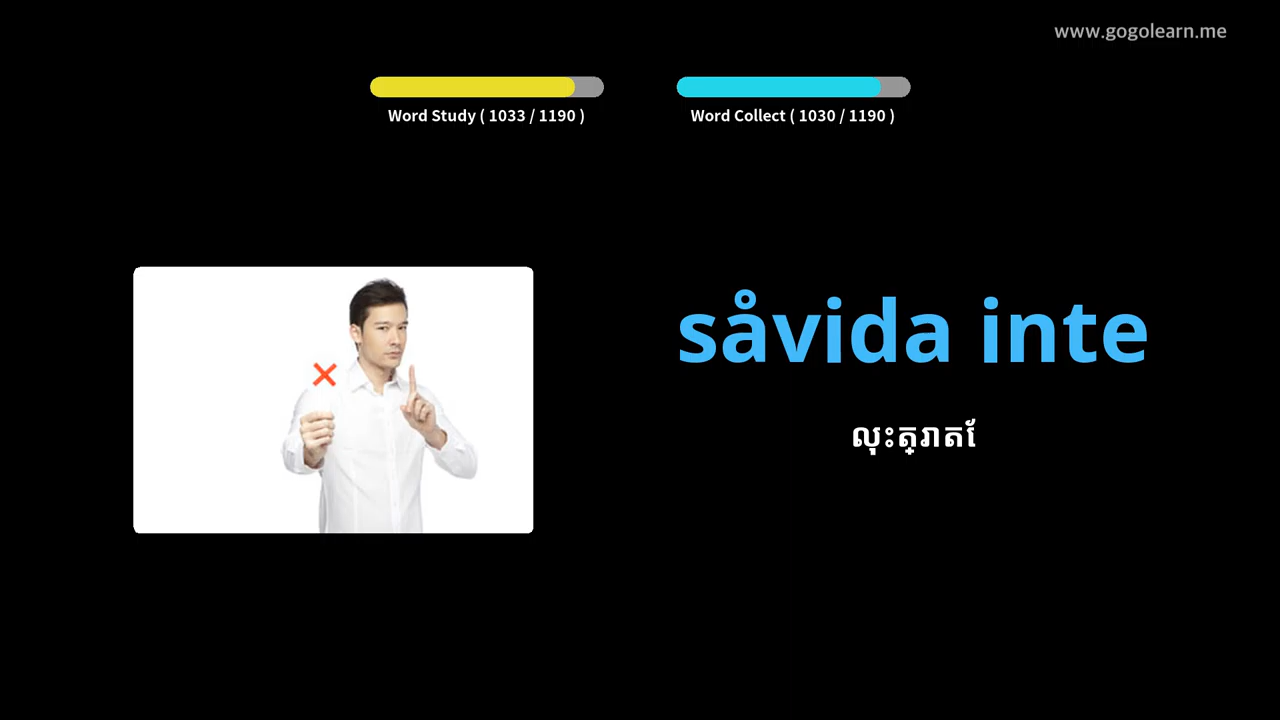 www.gogolearn.me
Word Study ( 1033 / 1190 )
Word Collect ( 1030 / 1190 )
såvida inte
លុះត្រាតែ